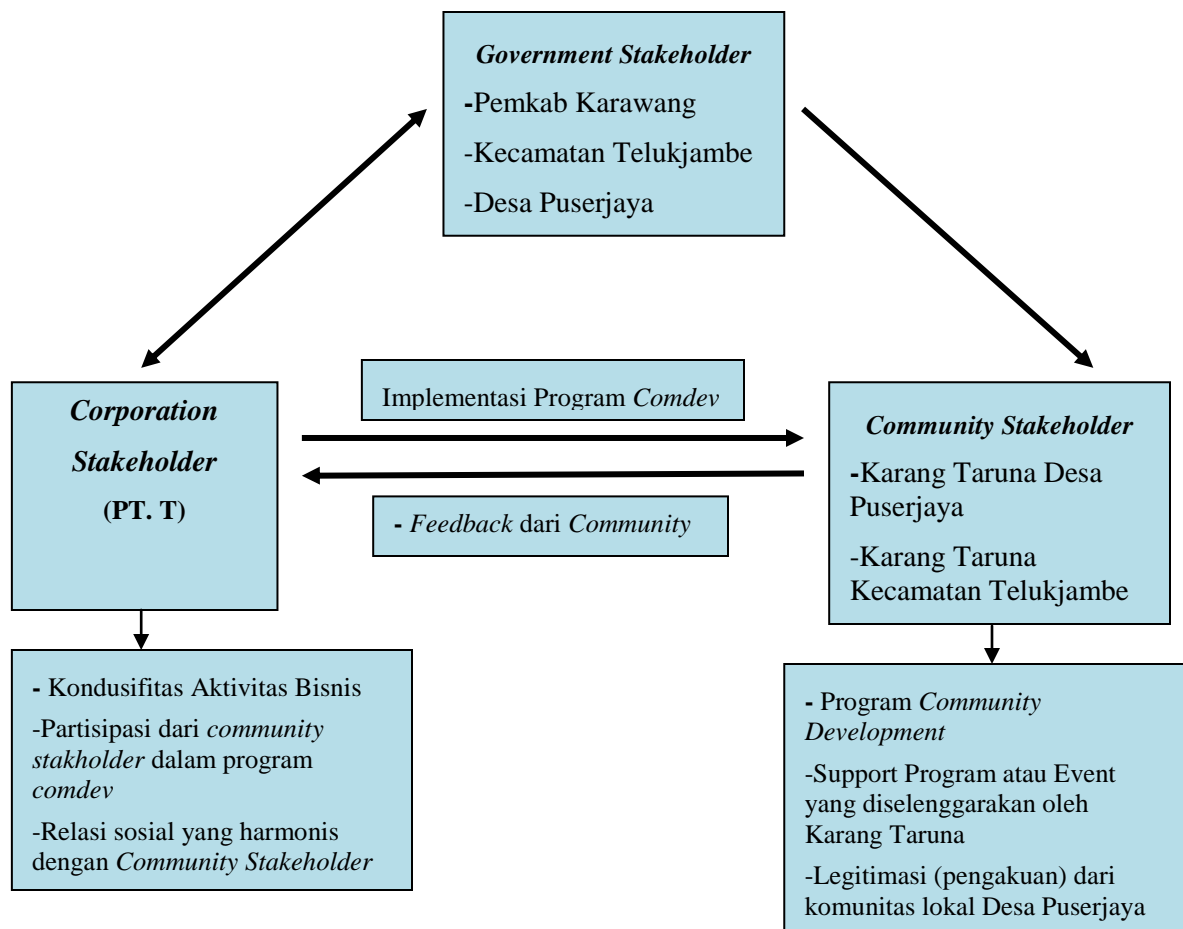 Government Stakeholder
-Pemkab Karawang
-Kecamatan Telukjambe
-Desa Puserjaya
Corporation
Stakeholder
(PT. T)
Implementasi Program Comdev
- Feedback dari Community
Community Stakeholder
-Karang Taruna Desa
Puserjaya
-Karang Taruna
Kecamatan Telukjambe
- Kondusifitas Aktivitas Bisnis
-Partisipasi dari community
stakholder dalam program
comdev
-Relasi sosial yang harmonis
dengan Community Stakeholder
- Program Community
Development
-Support Program atau Event
yang diselenggarakan oleh
Karang Taruna
-Legitimasi (pengakuan) dari
komunitas lokal Desa Puserjaya